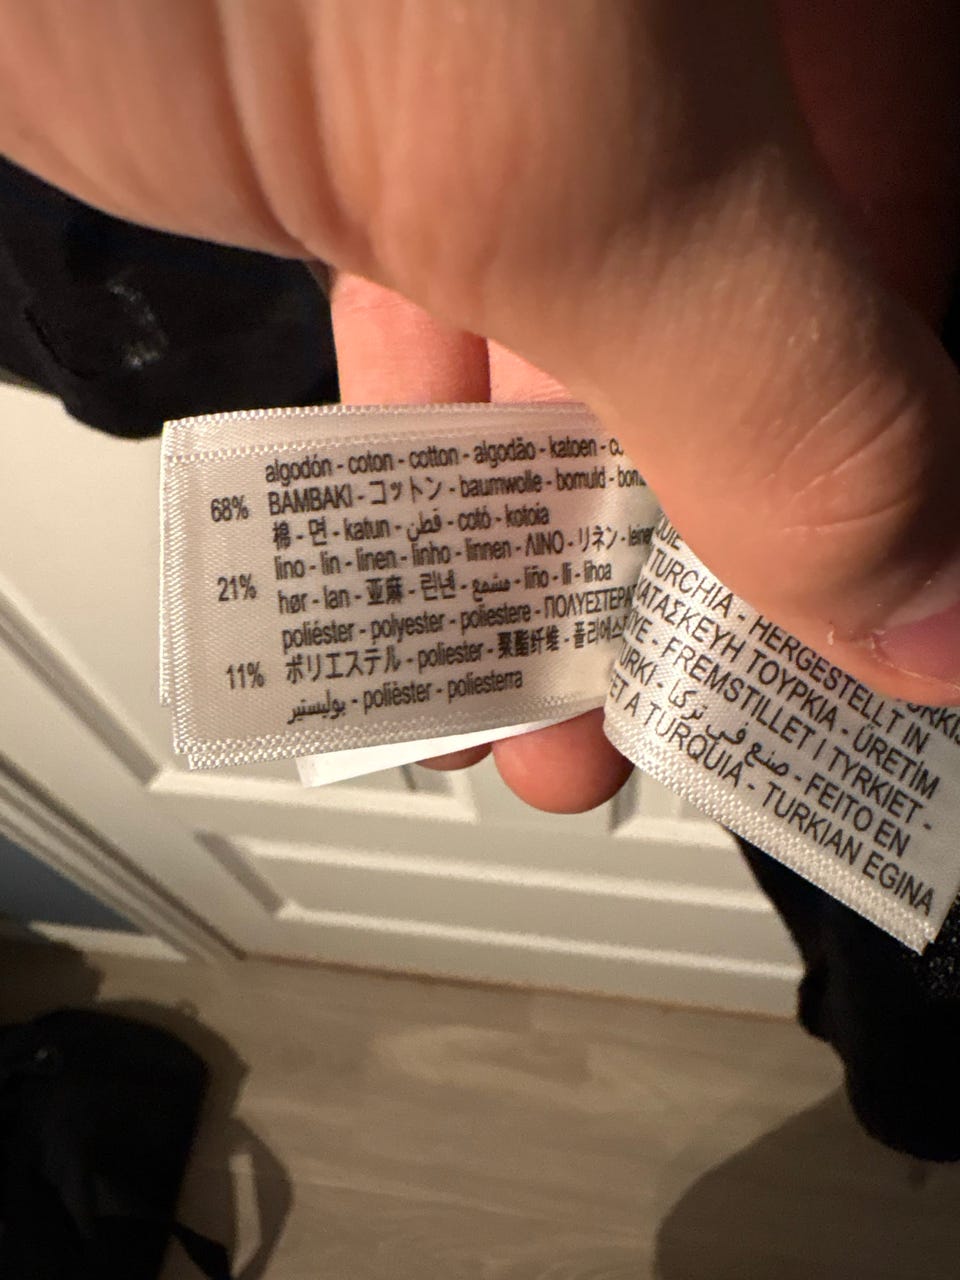 algodón - coton - cotton - algodão - katoen -
68% BAMBAKI - コットン - baumwolle - bomuld -
棉 - 면 - katun - قطن - cotó - kotoia
lino - lin - linen - linho - linnen - ΛΙΝΟ - リネン -
21% hør - lan - 亚麻 - 린넨 - مشمع - liño - lli - lihoa
poliéster - polyester - poliestere -
11% ポリエステル - poliester - 聚酯纤维 -
بوليستير - polièster - poliesterra
TURCHIA - HERGESTELLT IN
ΚΑΤΑΣΚΕΥΗ ΤΟΥΡΚΙΑ - ÜRETİM
- FREMSTILLET I TYRKIET -
- صنع في تركيا - FEITO EN
A TURQUIA - TURKIAN EGINA